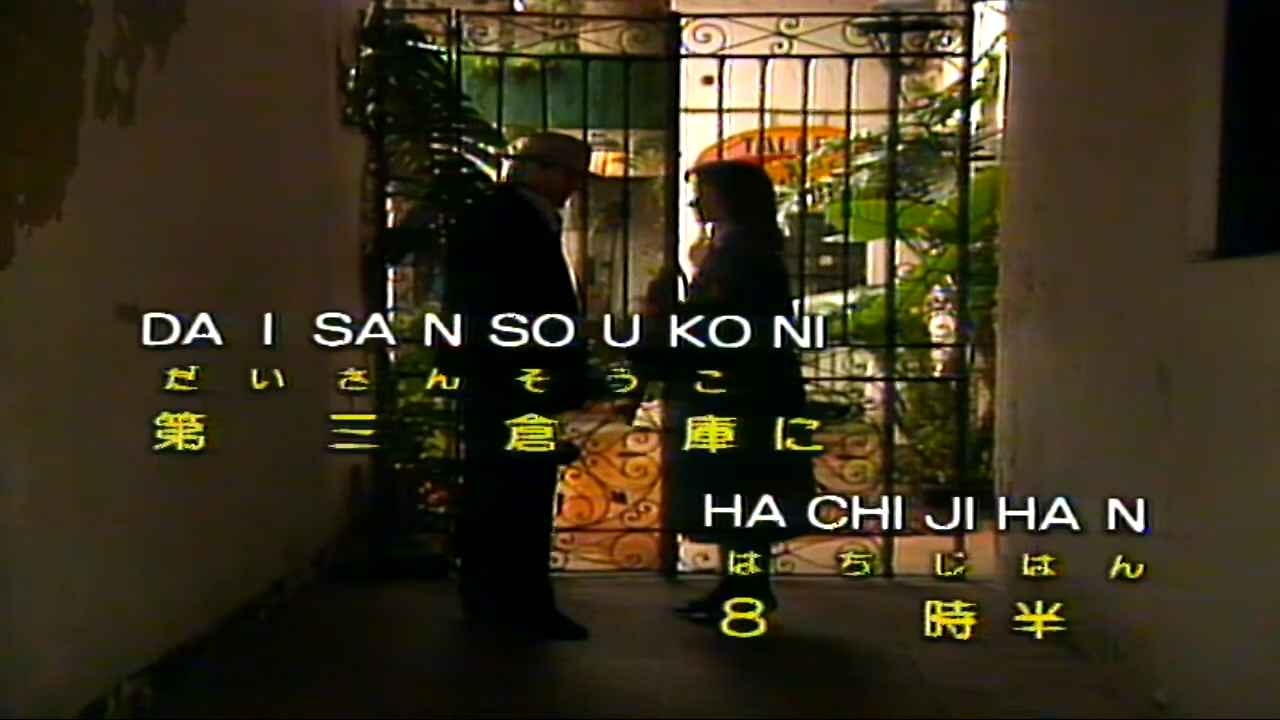 DA I SA N SO U KO NI
だ い さ ん そ う こ
第 三 倉 庫 に
HA CHI JI HA N
は ち じ は ん
8 時 半